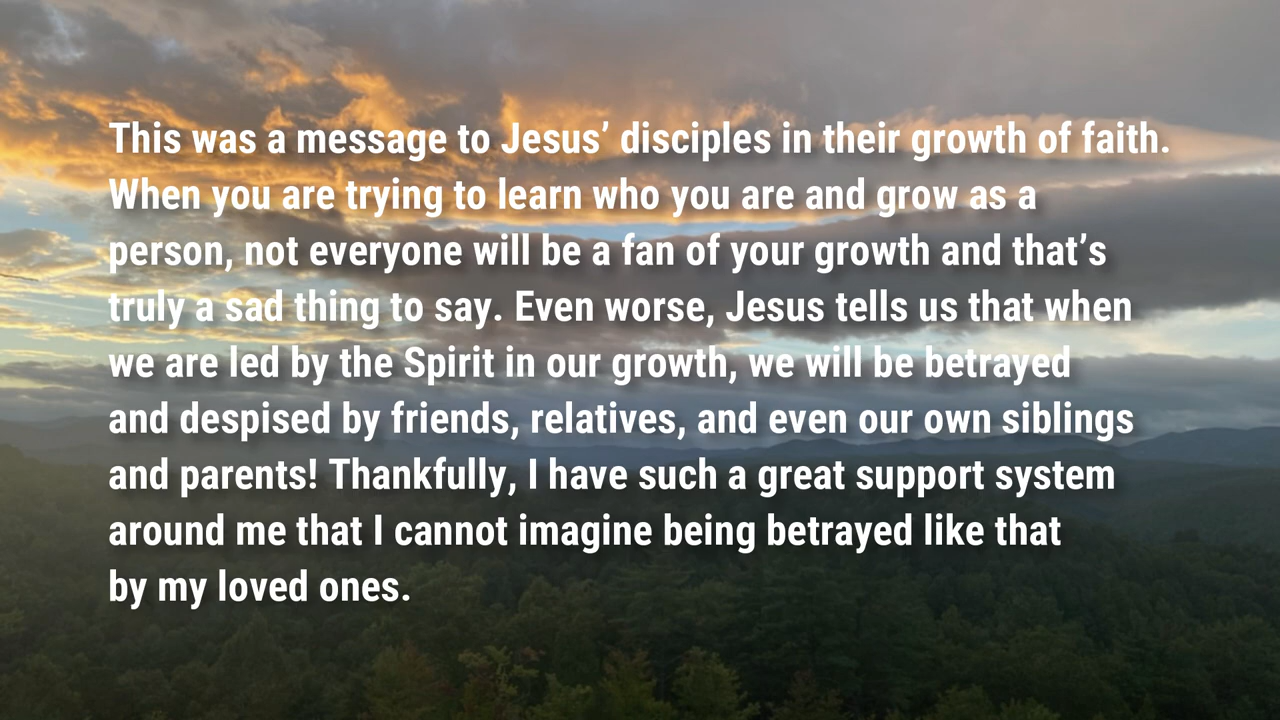 This was a message to Jesus’ disciples in their growth of faith.
When you are trying to learn who you are and grow as a
person, not everyone will be a fan of your growth and that’s
truly a sad thing to say. Even worse, Jesus tells us that when
we are led by the Spirit in our growth, we will be betrayed
and despised by friends, relatives, and even our own siblings
and parents! Thankfully, I have such a great support system
around me that I cannot imagine being betrayed like that
by my loved ones.